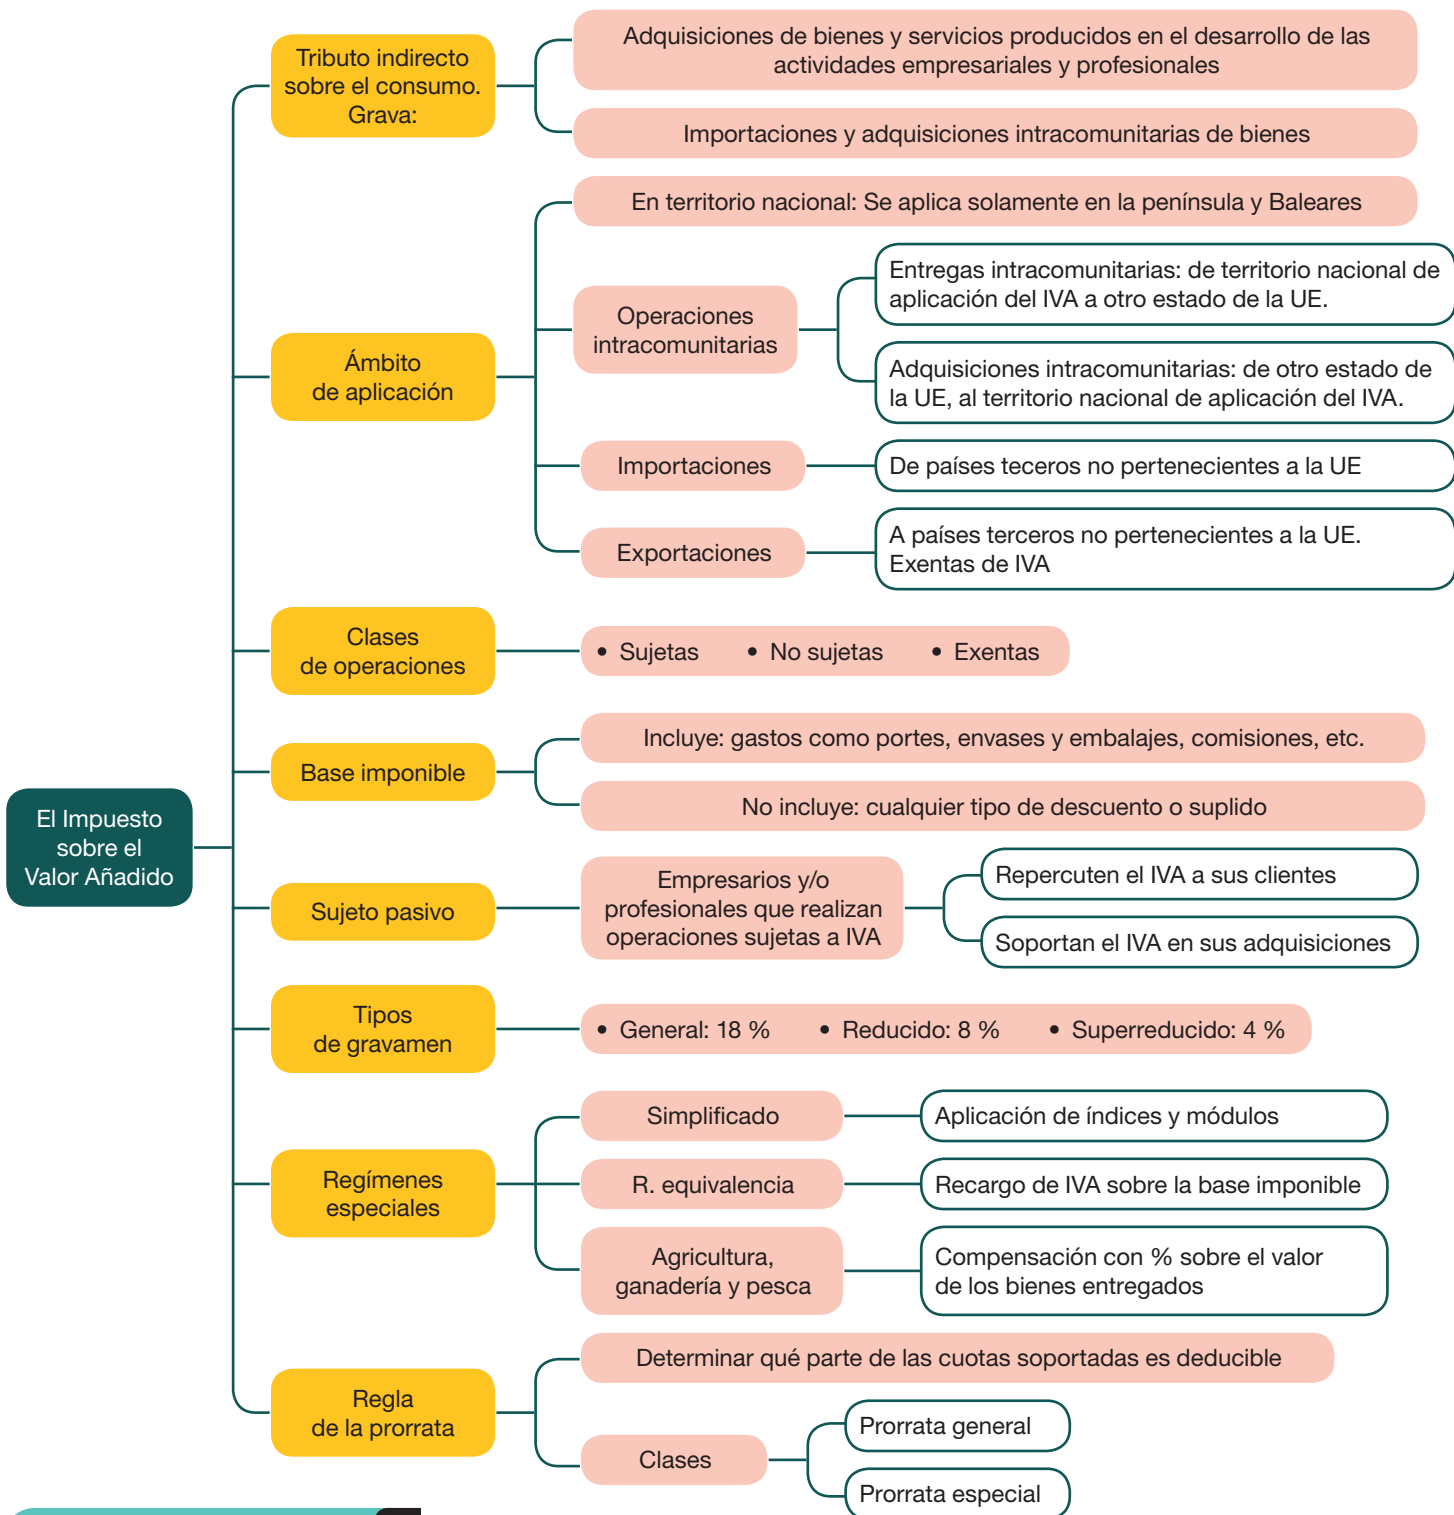 El Impuesto
sobre el
Valor Añadido
Tributo indirecto
sobre el consumo.
Grava:
Adquisiciones de bienes y servicios producidos en el desarrollo de las
actividades empresariales y profesionales
Importaciones y adquisiciones intracomunitarias de bienes
Ámbito
de aplicación
En territorio nacional: Se aplica solamente en la península y Baleares
Operaciones
intracomunitarias
Entregas intracomunitarias: de territorio nacional de
aplicación del IVA a otro estado de la UE.
Adquisiciones intracomunitarias: de otro estado de
la UE, al territorio nacional de aplicación del IVA.
Importaciones
De países teceros no pertenecientes a la UE
Exportaciones
A países terceros no pertenecientes a la UE.
Exentas de IVA
Clases
de operaciones
• Sujetas • No sujetas • Exentas
Base imponible
Incluye: gastos como portes, envases y embalajes, comisiones, etc.
No incluye: cualquier tipo de descuento o suplido
Sujeto pasivo
Empresarios y/o
profesionales que realizan
operaciones sujetas a IVA
Repercuten el IVA a sus clientes
Soportan el IVA en sus adquisiciones
Tipos
de gravamen
• General: 18 % • Reducido: 8 % • Superreducido: 4 %
Regímenes
especiales
Simplificado
Aplicación de índices y módulos
R. equivalencia
Recargo de IVA sobre la base imponible
Agricultura,
ganadería y pesca
Compensación con % sobre el valor
de los bienes entregados
Regla
de la prorrata
Determinar qué parte de las cuotas soportadas es deducible
Clases
Prorrata general
Prorrata especial